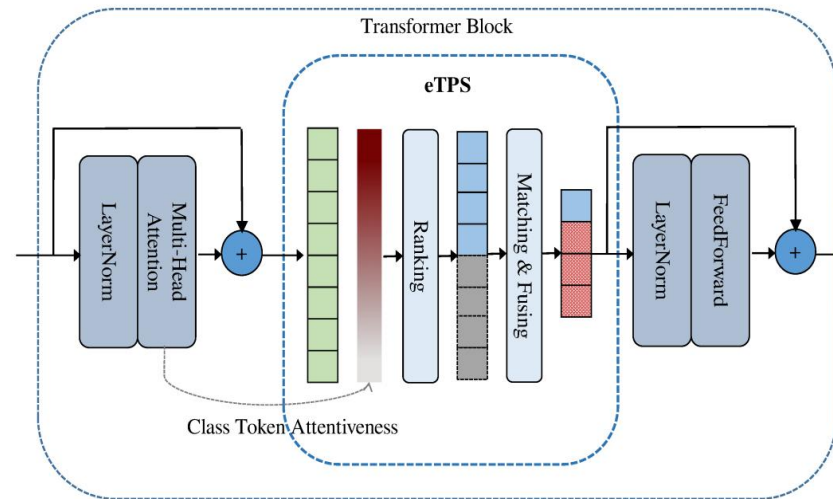 Transformer Block
eTPS
LayerNorm
Multi-Head
Attention
+
Ranking
Matching & Fusing
LayerNorm
FeedForward
+
Class Token Attentiveness